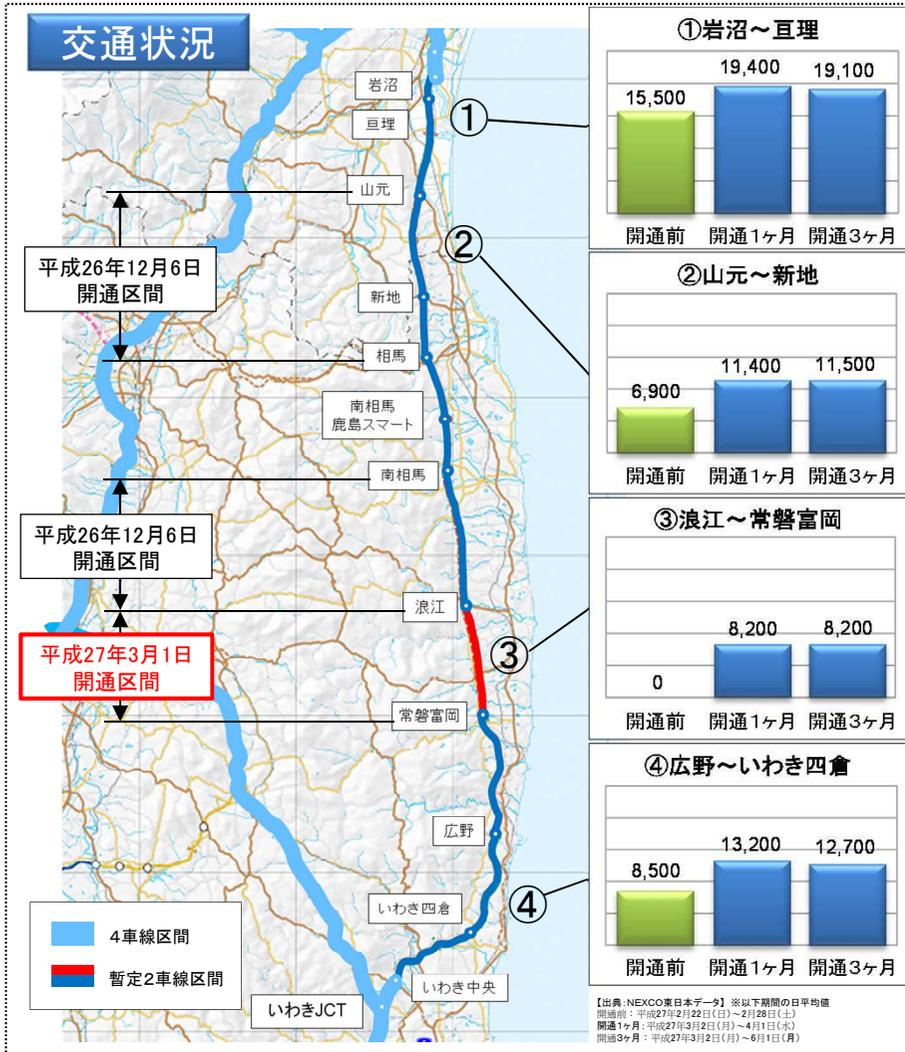 交通状況
岩沼
亘理
山元
新地
相馬
南相馬
鹿島スマート
南相馬
浪江
常磐富岡
広野
いわき四倉
いわき中央
いわきJCT
平成26年12月6日
開通区間
平成26年12月6日
開通区間
平成27年3月1日
開通区間
①
②
③
④
4車線区間
暫定2車線区間
①岩沼～亘理
15,500
19,400
19,100
開通前 開通1ヶ月 開通3ヶ月
②山元～新地
6,900
11,400
11,500
開通前 開通1ヶ月 開通3ヶ月
③浪江～常磐富岡
0
8,200
8,200
開通前 開通1ヶ月 開通3ヶ月
④広野～いわき四倉
8,500
13,200
12,700
開通前 開通1ヶ月 開通3ヶ月
【出典:NEXCO東日本データ】 ※以下期間の日平均値
開通前：平成27年2月22日(日)～2月28日(土)
開通1ヶ月：平成27年3月2日(月)～4月1日(水)
開通3ヶ月：平成27年3月2日(月)～6月1日(月)